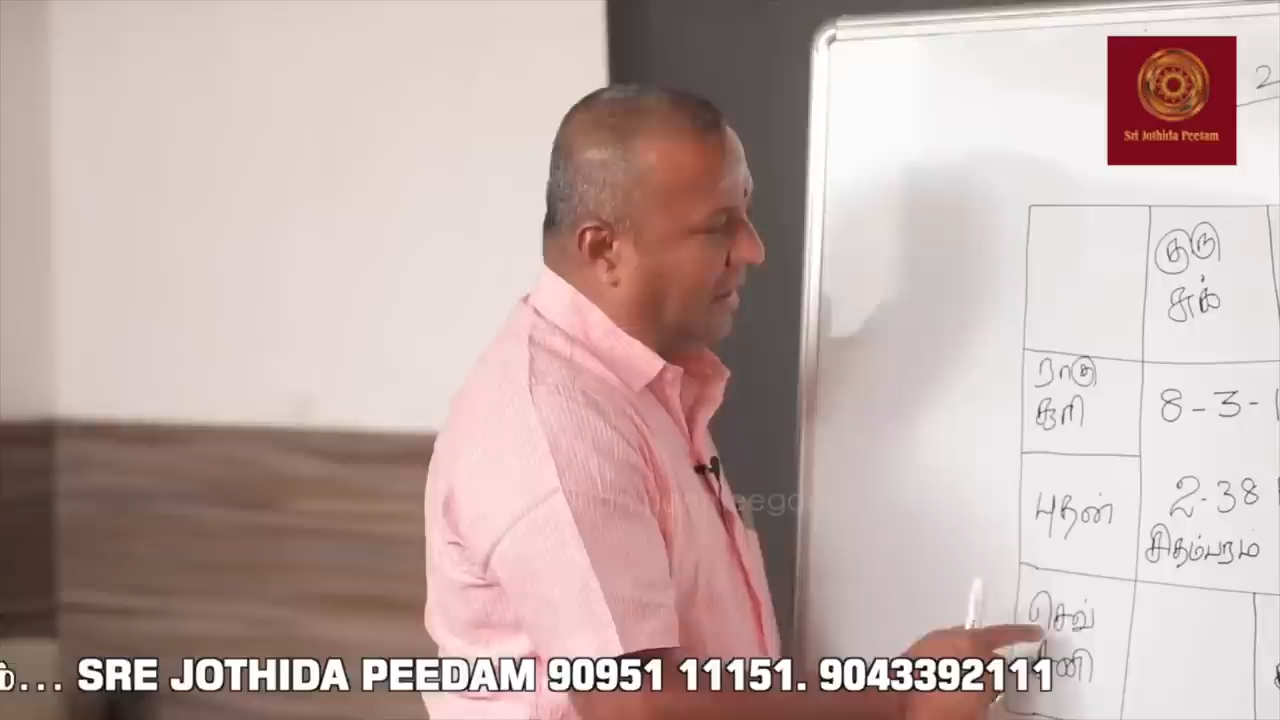 2
Sri Jothida Peetam
குரு
சுக்
ராகு
சூரி
8-3-
புதன்
2-38
சிதம்பரம்
செவ்
SRE JOTHIDA PEEDAM 90951 11151. 9043392111